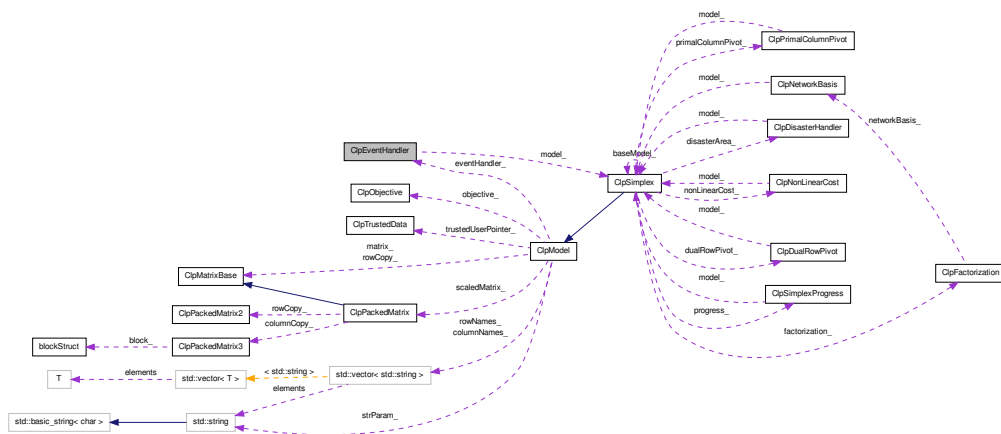 model_
ClpPrimalColumnPivot
primalColumnPivot_
model_
ClpNetworkBasis
networkBasis_
model_
ClpDisasterHandler
disasterArea_
ClpEventHandler
model_
baseModel_
eventHandler_
ClpSimplex
model_
ClpNonLinearCost
nonLinearCost_
ClpObjective
objective_
model_
ClpTrustedData
trustedUserPointer_
ClpModel
dualRowPivot_
ClpDualRowPivot
matrix_
rowCopy_
ClpMatrixBase
model_
ClpFactorization
scaledMatrix_
ClpSimplexProgress
progress_
ClpPackedMatrix2
rowCopy_
ClpPackedMatrix
columnCopy_
rowNames_
columnNames_
factorization_
blockStruct
block_
ClpPackedMatrix3
T
elements
std::vector< T >
< std::string >
std::vector< std::string >
elements
strParam_
std::basic_string< char >
std::string